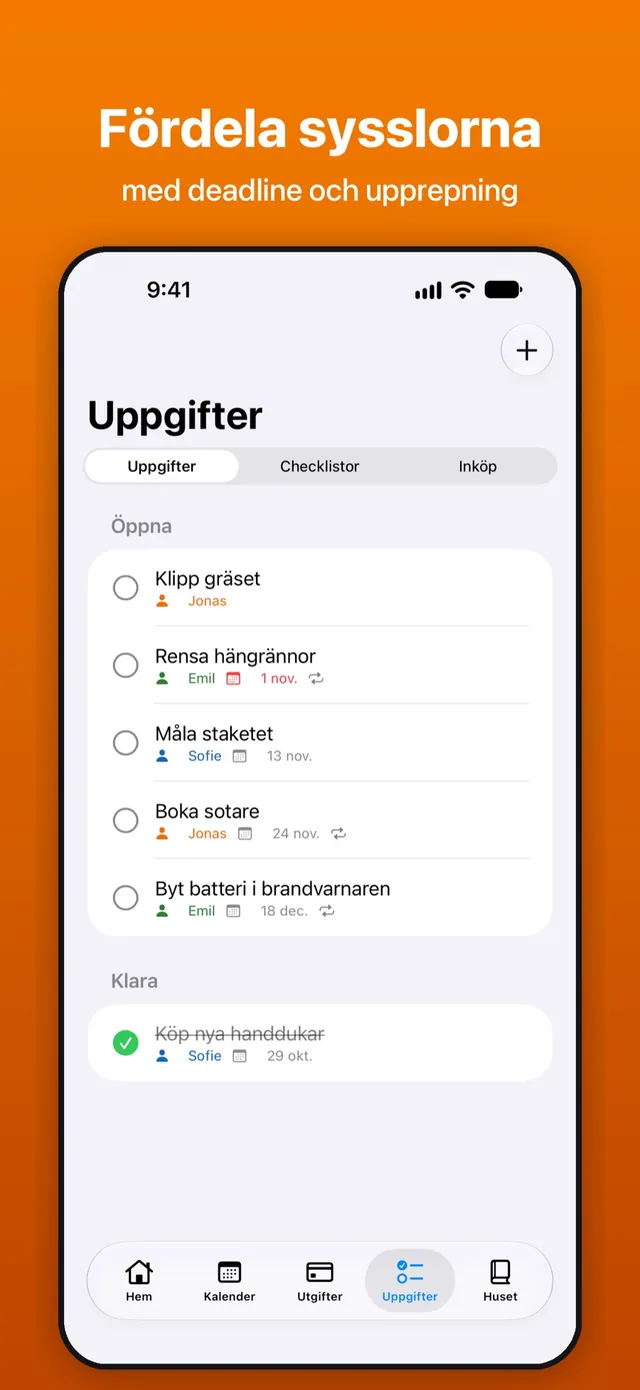 Fördela sysslorna
med deadline och upprepning
9:41
Uppgifter
Uppgifter Checklistor Inköp
Öppna
Klipp gräset
Jonas
Rensa hängrännor
Emil 1 nov.
Måla staketet
Sofie 13 nov.
Boka sotare
Jonas 24 nov.
Byt batteri i brandvarnaren
Emil 18 dec.
Klara
Köp nya handdukar
Sofie 29 okt.
Hem Kalender Utgifter Uppgifter Huset